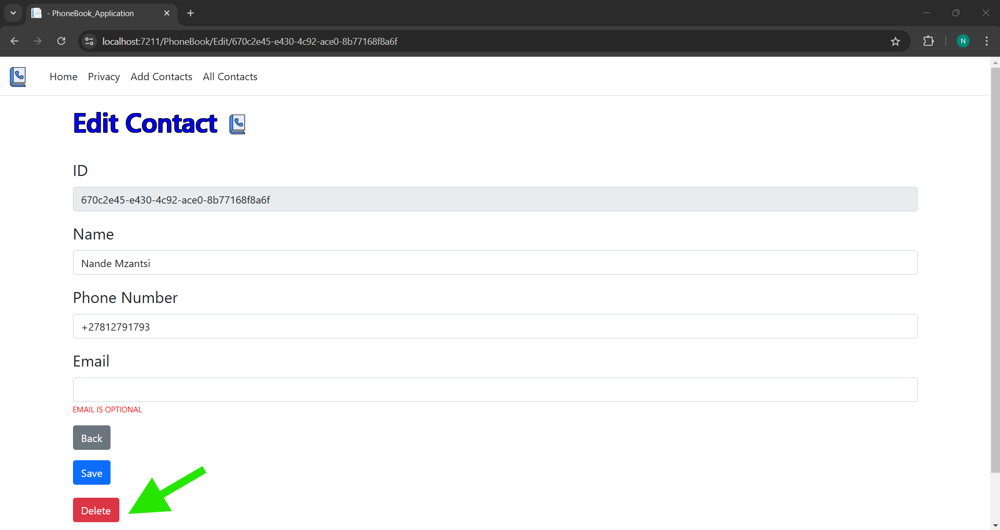 - PhoneBook_Application
localhost:7211/PhoneBook/Edit/670c2e45-e430-4c92-ace0-8b77168f8a6f
N
Home Privacy Add Contacts All Contacts
Edit Contact
ID
670c2e45-e430-4c92-ace0-8b77168f8a6f
Name
Nande Mzantsi
Phone Number
+27812791793
Email
EMAIL IS OPTIONAL
Back
Save
Delete